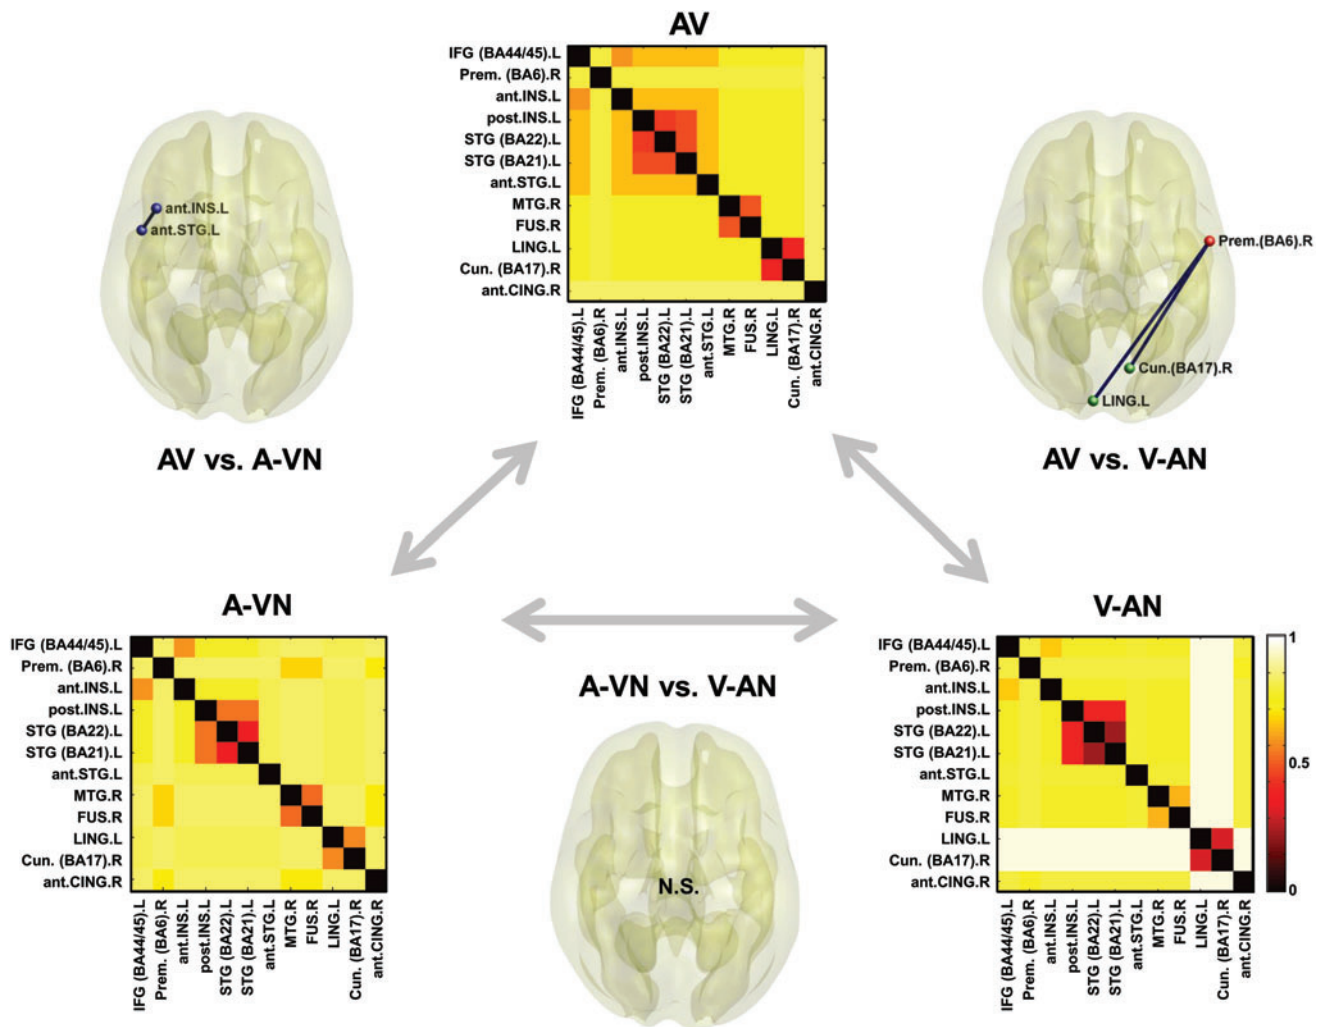 AV
IFG (BA44/45).L
Prem. (BA6).R
ant.INS.L
post.INS.L
STG (BA22).L
STG (BA21).L
ant.STG.L
MTG.R
FUS.R
LING.L
Cun. (BA17).R
ant.CING.R
IFG (BA44/45).L
Prem. (BA6).R
ant.INS.L
post.INS.L
STG (BA22).L
STG (BA21).L
ant.STG.L
MTG.R
FUS.R
LING.L
Cun. (BA17).R
ant.CING.R
ant.INS.L
ant.STG.L
AV vs. A-VN
Prem.(BA6).R
Cun.(BA17).R
LING.L
AV vs. V-AN
A-VN
IFG (BA44/45).L
Prem. (BA6).R
ant.INS.L
post.INS.L
STG (BA22).L
STG (BA21).L
ant.STG.L
MTG.R
FUS.R
LING.L
Cun. (BA17).R
ant.CING.R
IFG (BA44/45).L
Prem. (BA6).R
ant.INS.L
post.INS.L
STG (BA22).L
STG (BA21).L
ant.STG.L
MTG.R
FUS.R
LING.L
Cun. (BA17).R
ant.CING.R
A-VN vs. V-AN
N.S.
V-AN
IFG (BA44/45).L
Prem. (BA6).R
ant.INS.L
post.INS.L
STG (BA22).L
STG (BA21).L
ant.STG.L
MTG.R
FUS.R
LING.L
Cun. (BA17).R
ant.CING.R
IFG (BA44/45).L
Prem. (BA6).R
ant.INS.L
post.INS.L
STG (BA22).L
STG (BA21).L
ant.STG.L
MTG.R
FUS.R
LING.L
Cun. (BA17).R
ant.CING.R
1
0.5
0